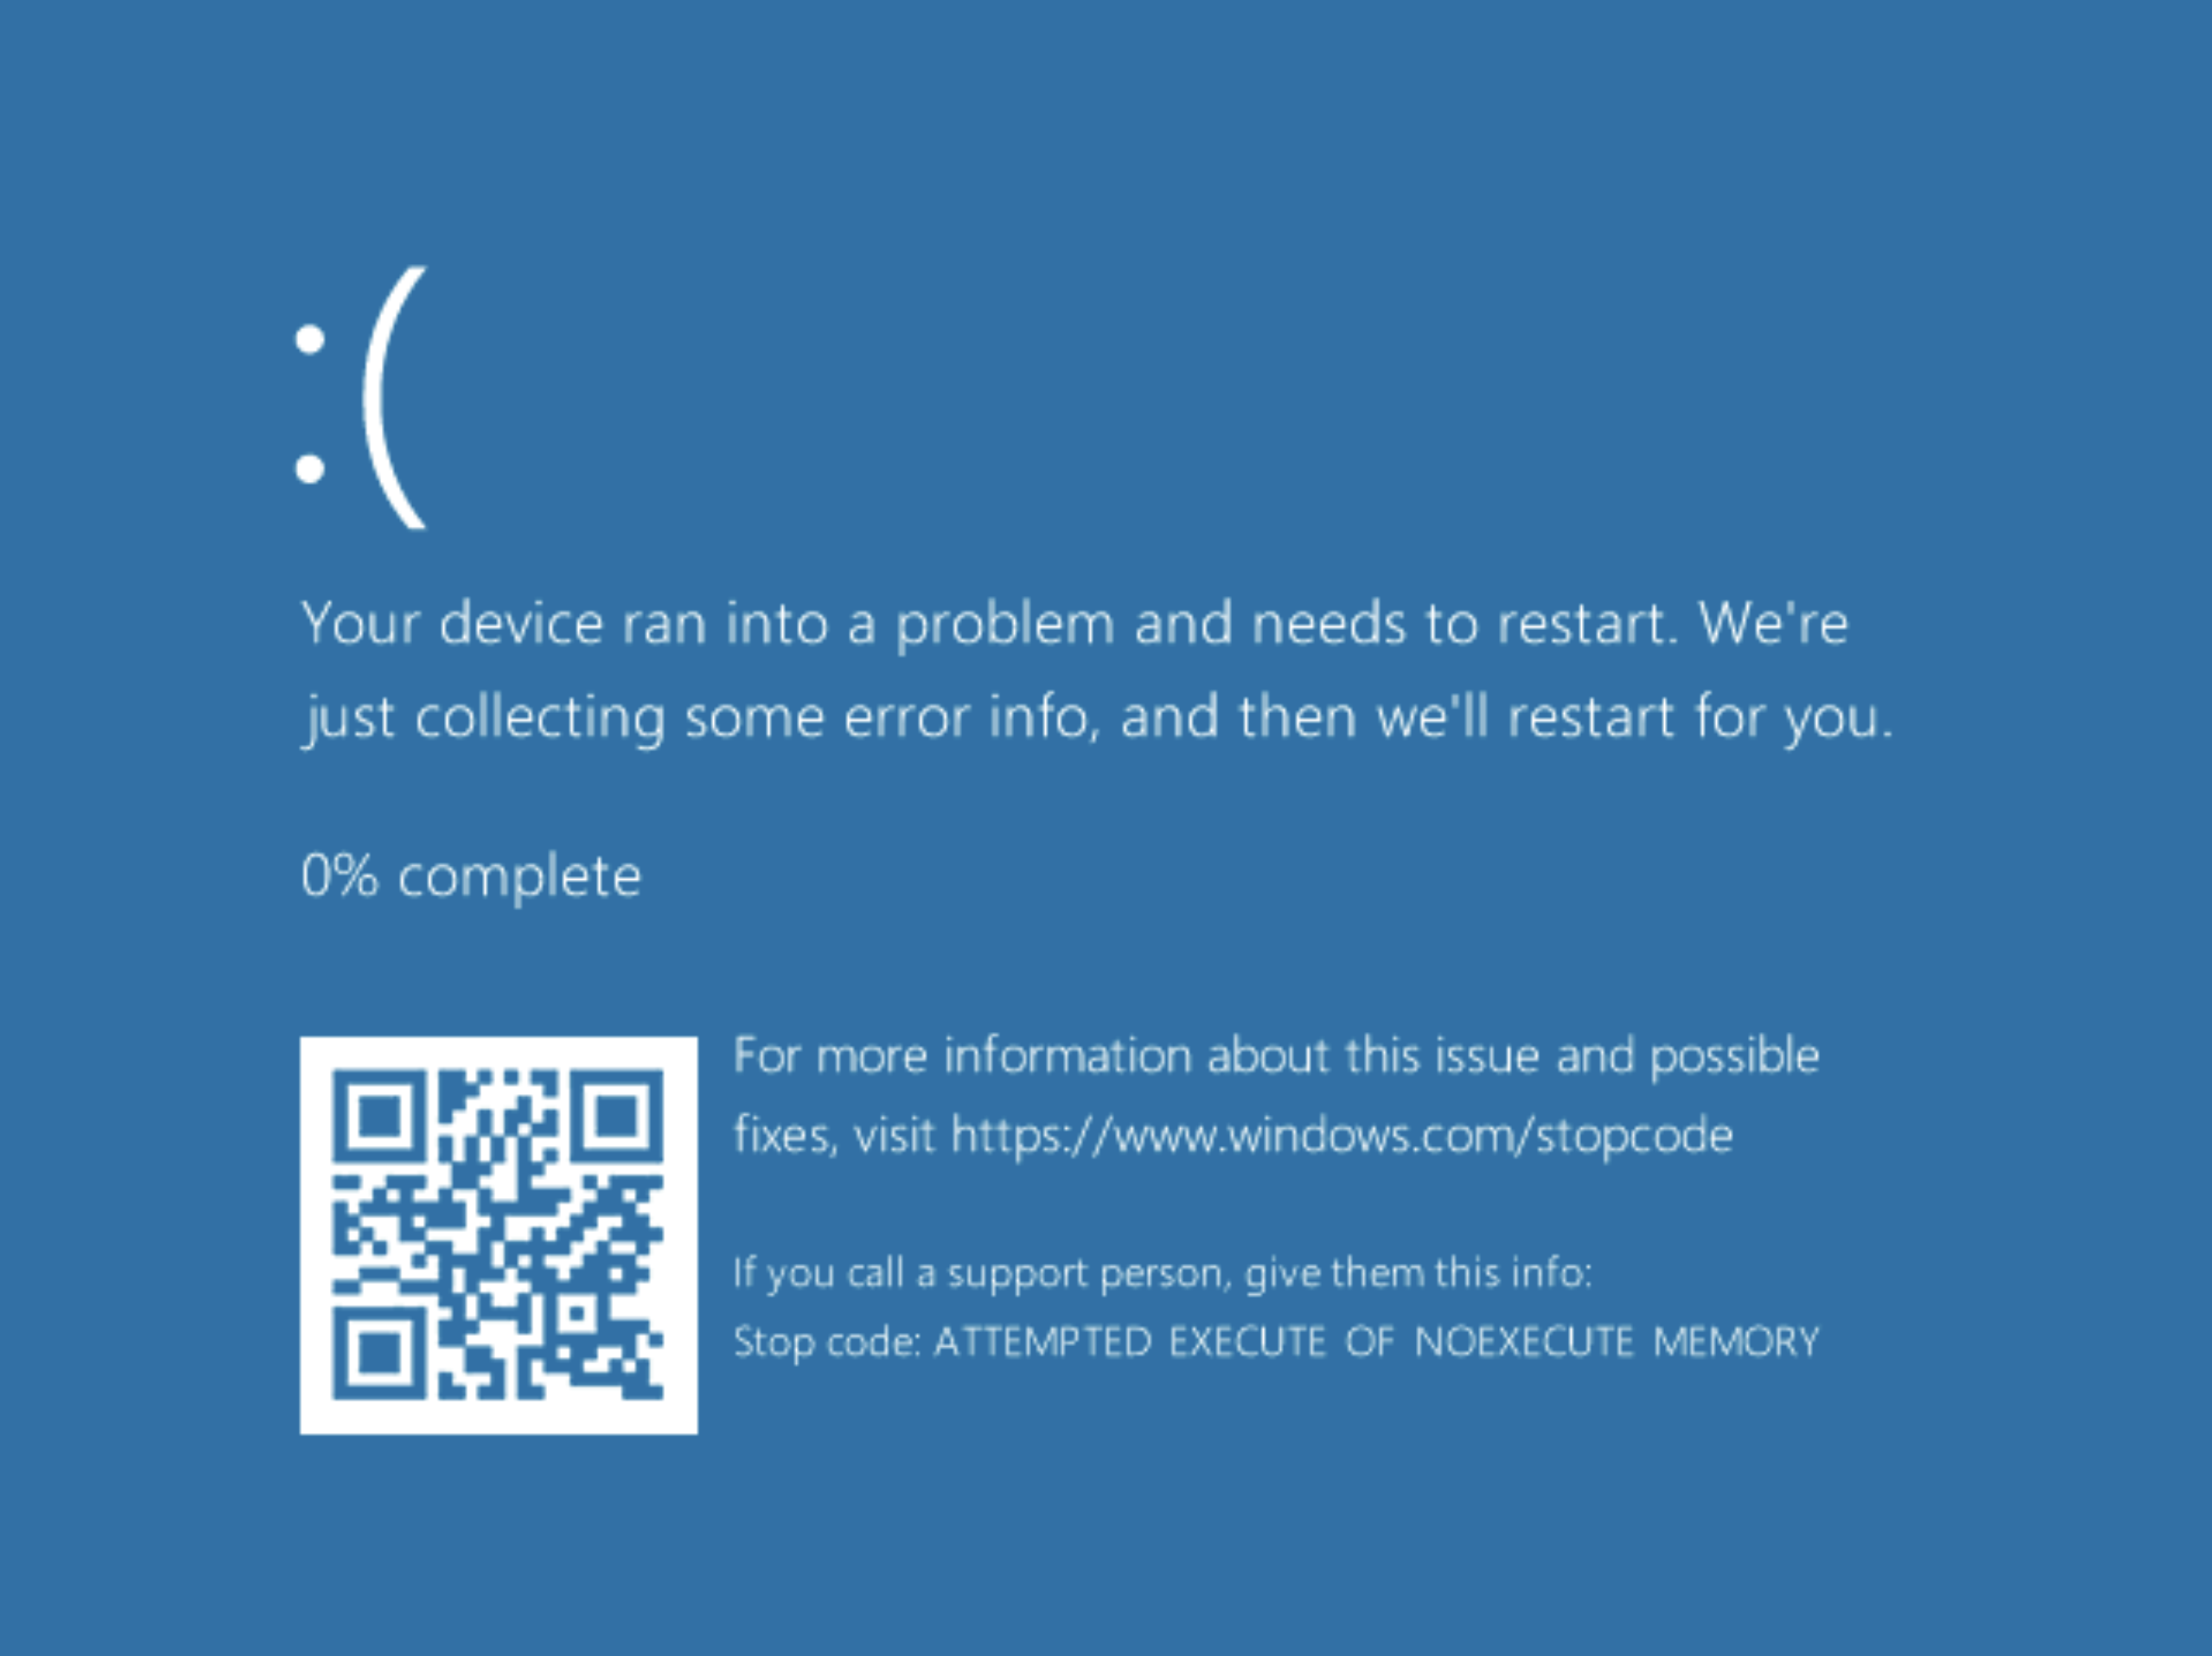 :(
Your device ran into a problem and needs to restart. We're
just collecting some error info, and then we'll restart for you.
0% complete
For more information about this issue and possible
fixes, visit https://www.windows.com/stopcode
If you call a support person, give them this info:
Stop code: ATTEMPTED EXECUTE OF NOEXECUTE MEMORY